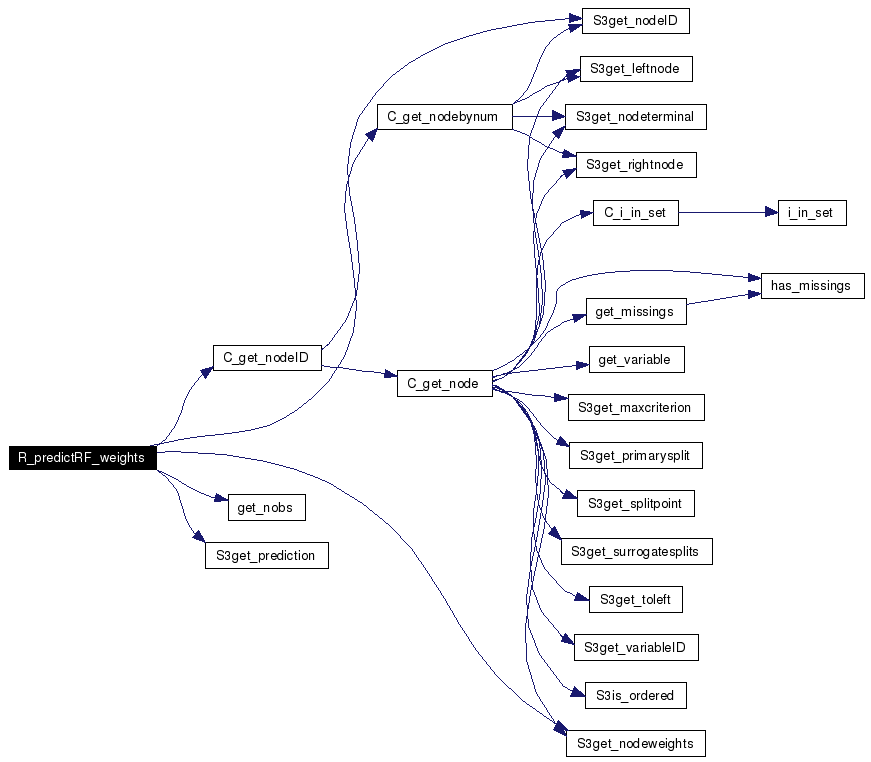 S3get_nodeID
S3get_leftnode
C_get_nodebynum
S3get_nodeterminal
S3get_rightnode
C_i_in_set
i_in_set
has_missings
get_missings
C_get_nodeID
get_variable
C_get_node
S3get_maxcriterion
R_predictRF_weights
S3get_primarysplit
get_nobs
S3get_splitpoint
S3get_prediction
S3get_surrogatesplits
S3get_toleft
S3get_variableID
S3is_ordered
S3get_nodeweights